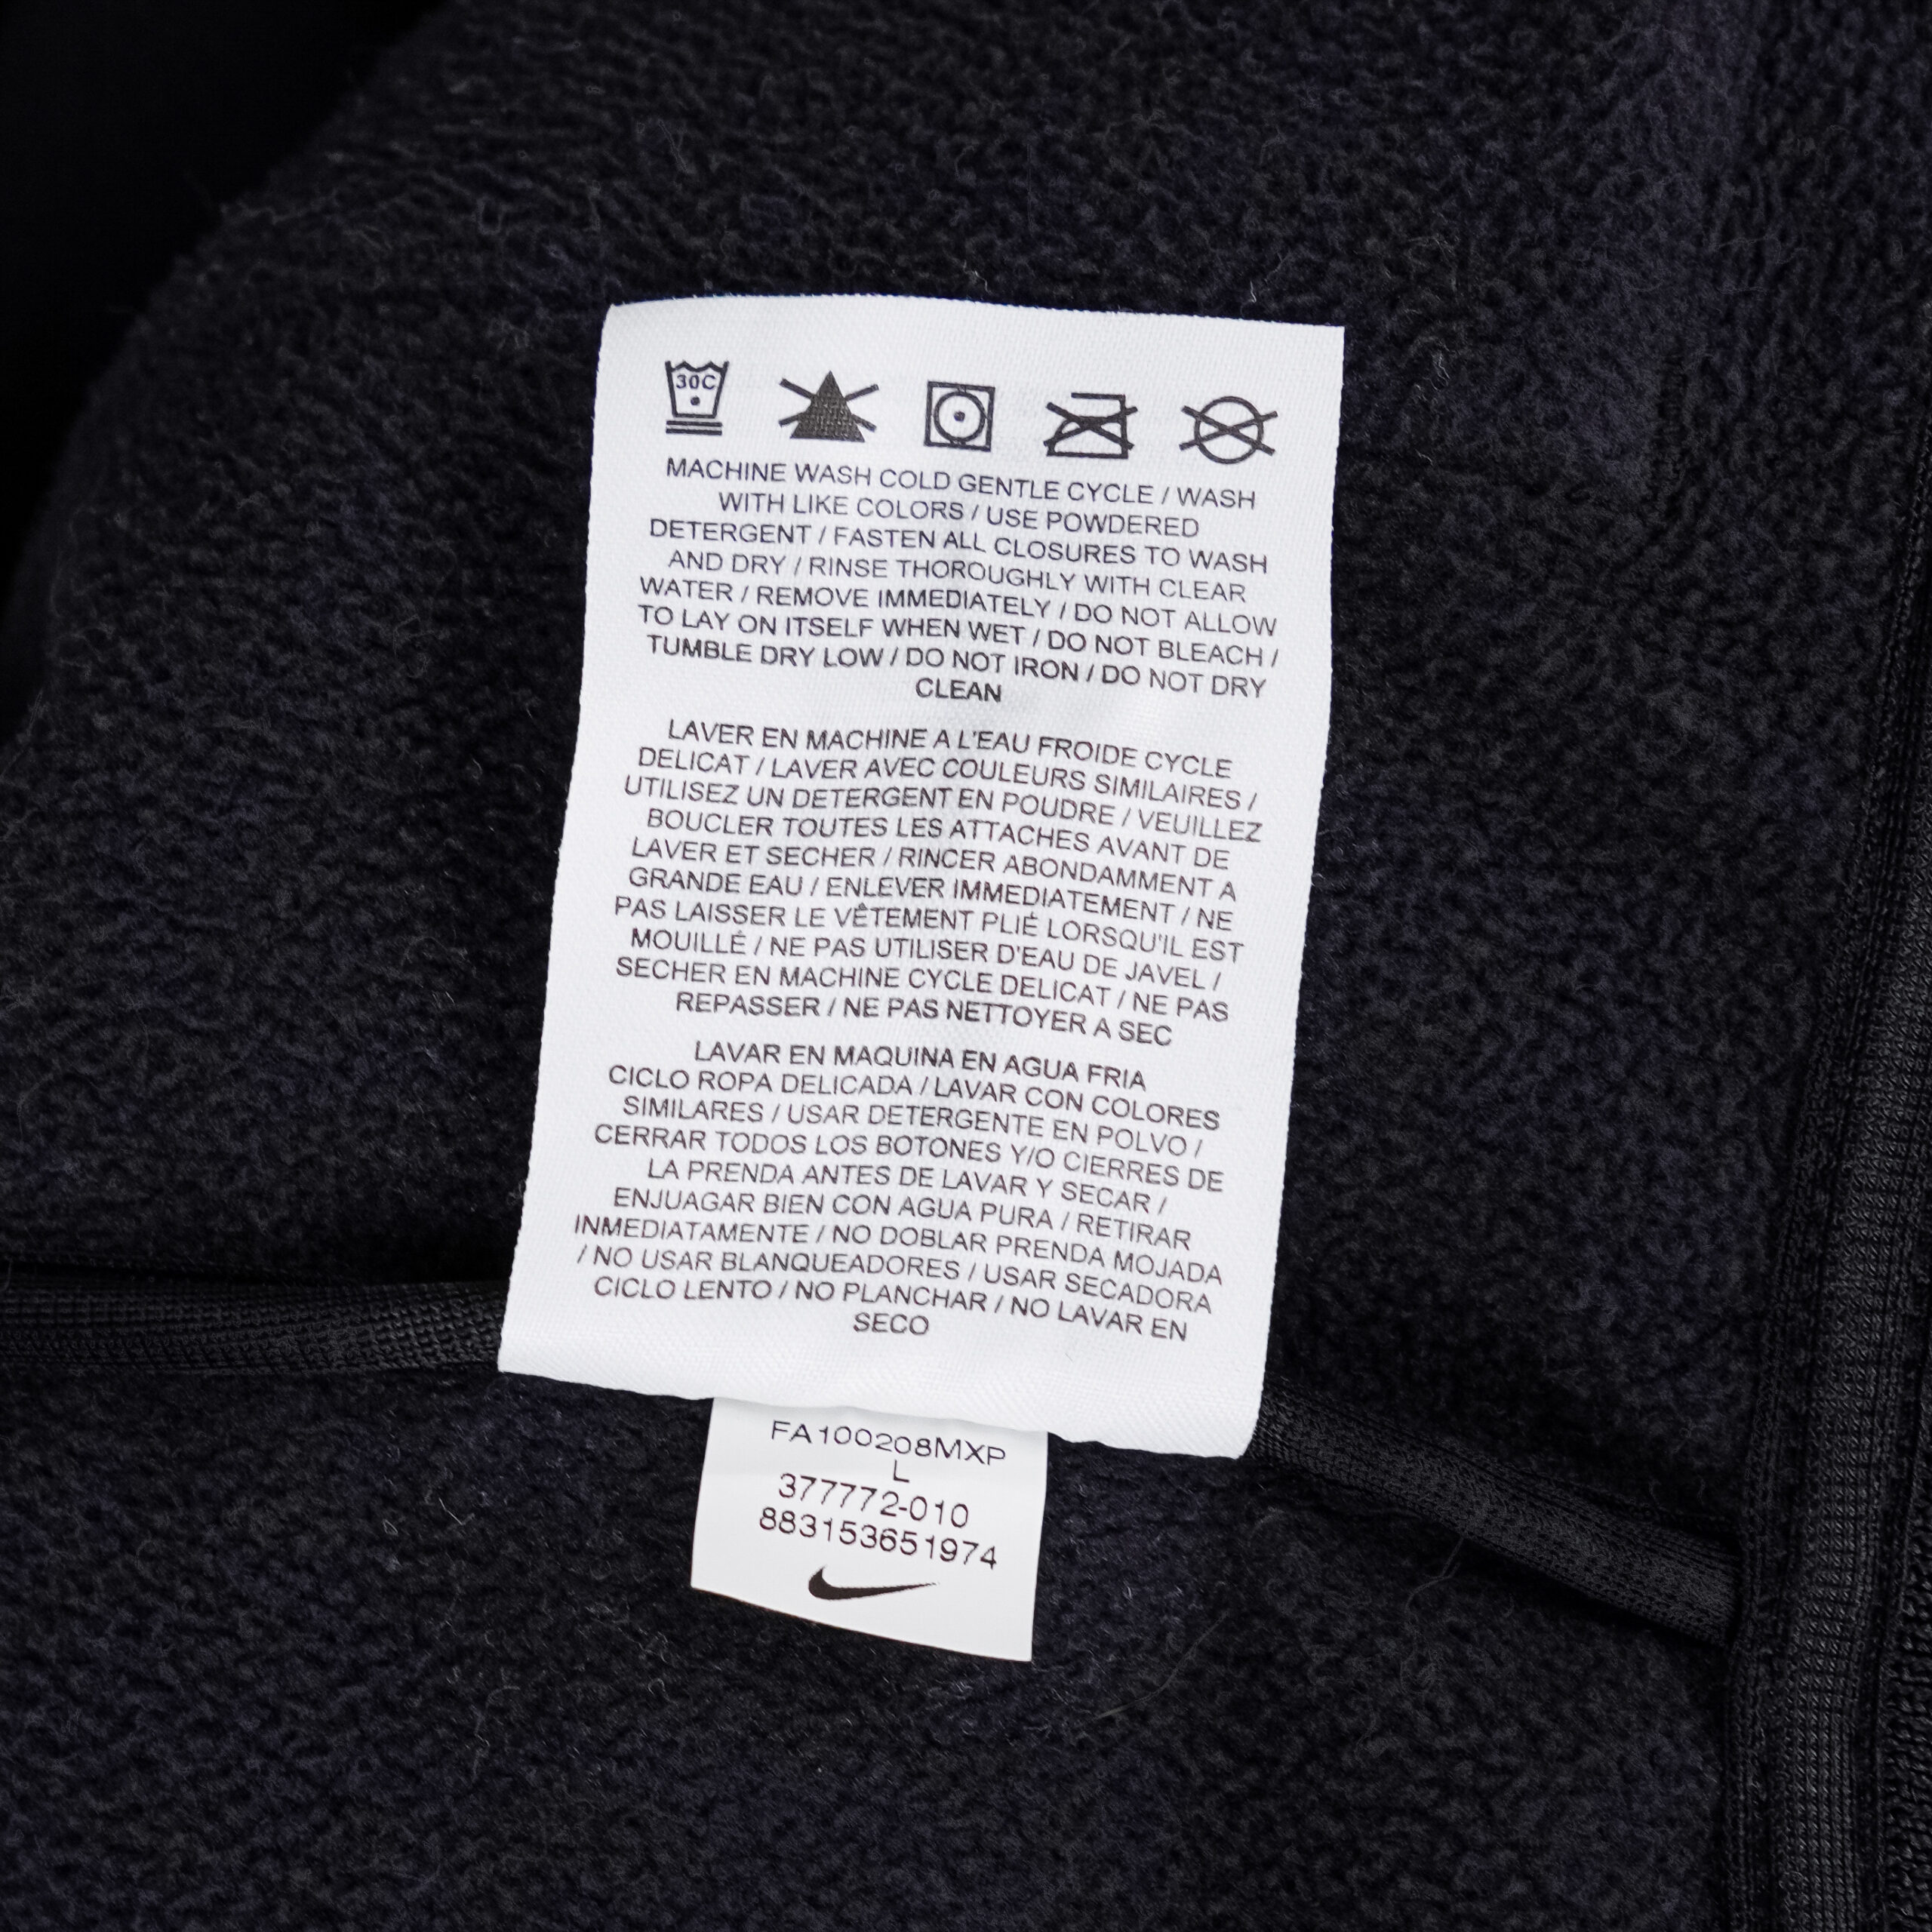 30C
MACHINE WASH COLD GENTLE CYCLE / WASH
WITH LIKE COLORS / USE POWDERED
DETERGENT / FASTEN ALL CLOSURES TO WASH
AND DRY / RINSE THOROUGHLY WITH CLEAR
WATER / REMOVE IMMEDIATELY / DO NOT ALLOW
TO LAY ON ITSELF WHEN WET / DO NOT BLEACH /
TUMBLE DRY LOW / DO NOT IRON / DO NOT DRY
CLEAN
LAVER EN MACHINE A L'EAU FROIDE CYCLE
DELICAT / LAVER AVEC COULEURS SIMILAIRES /
UTILISEZ UN DETERGENT EN POUDRE / VEUILLEZ
BOUCLER TOUTES LES ATTACHES AVANT DE
LAVER ET SECHER / RINCER ABONDAMMENT A
GRANDE EAU / ENLEVER IMMEDIATEMENT / NE
PAS LAISSER LE VÊTEMENT PLIÉ LORSQU'IL EST
MOUILLÉ / NE PAS UTILISER D'EAU DE JAVEL /
SECHER EN MACHINE CYCLE DELICAT / NE PAS
REPASSER / NE PAS NETTOYER A SEC
LAVAR EN MAQUINA EN AGUA FRIA
CICLO ROPA DELICADA / LAVAR CON COLORES
SIMILARES / USAR DETERGENTE EN POLVO /
CERRAR TODOS LOS BOTONES Y/O CIERRES DE
LA PRENDA ANTES DE LAVAR Y SECAR /
ENJUAGAR BIEN CON AGUA PURA / RETIRAR
INMEDIATAMENTE / NO DOBLAR PRENDA MOJADA
/ NO USAR BLANQUEADORES / USAR SECADORA
CICLO LENTO / NO PLANCHAR / NO LAVAR EN
SECO
FA100208MXP
L
377772-010
883153651974